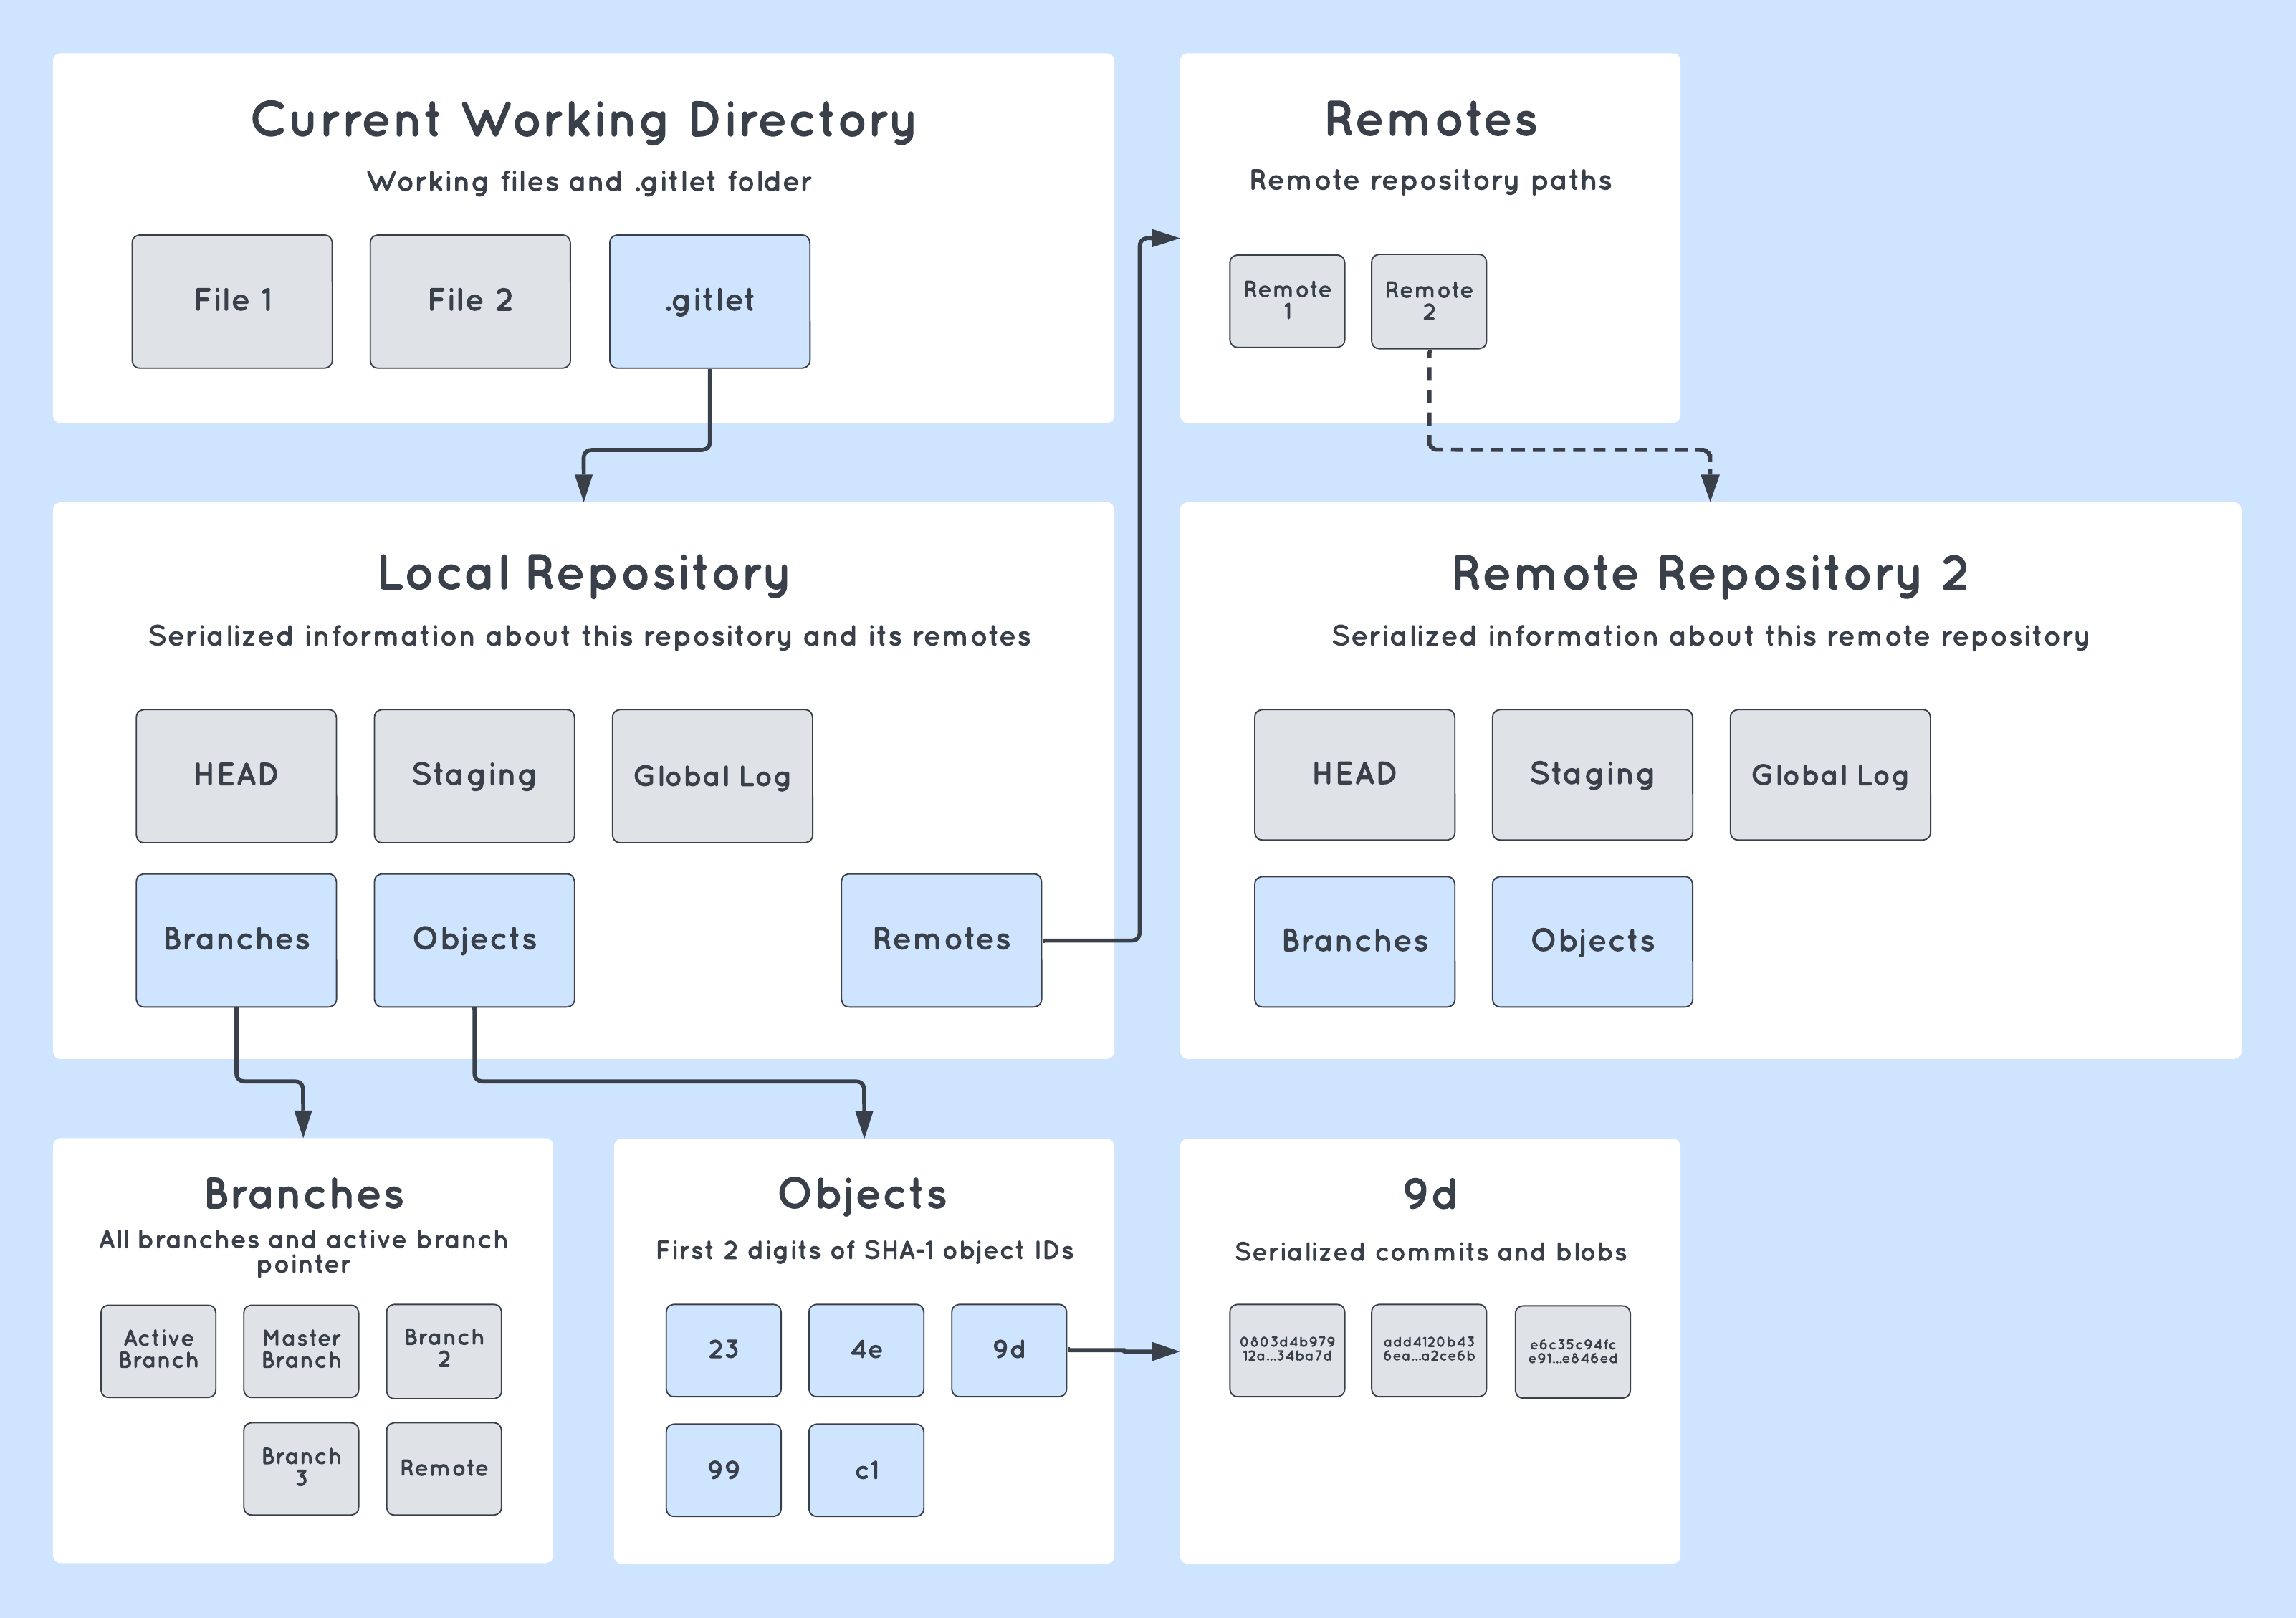 Current Working Directory
Working files and .gitlet folder
File 1
File 2
.gitlet
Remotes
Remote repository paths
Remote
1
Remote
2
Local Repository
Serialized information about this repository and its remotes
HEAD
Staging
Global Log
Branches
Objects
Remotes
Remote Repository 2
Serialized information about this remote repository
HEAD
Staging
Global Log
Branches
Objects
Branches
All branches and active branch
pointer
Active
Branch
Master
Branch
Branch
2
Branch
3
Remote
Objects
First 2 digits of SHA-1 object IDs
23
4e
9d
99
c1
9d
Serialized commits and blobs
0803d4b979
12a...34ba7d
add4120b43
6ea...a2ce6b
e6c35c94fc
e91...e846ed